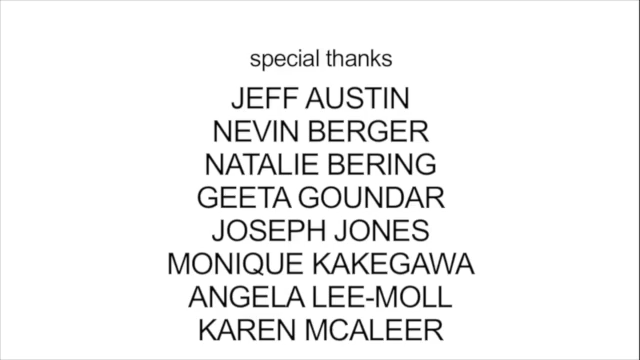 special thanks
JEFF AUSTIN
NEVIN BERGER
NATALIE BERING
GEETA GOUNDAR
JOSEPH JONES
MONIQUE KAKEGAWA
ANGELA LEE-MOLL
KAREN MCALEER